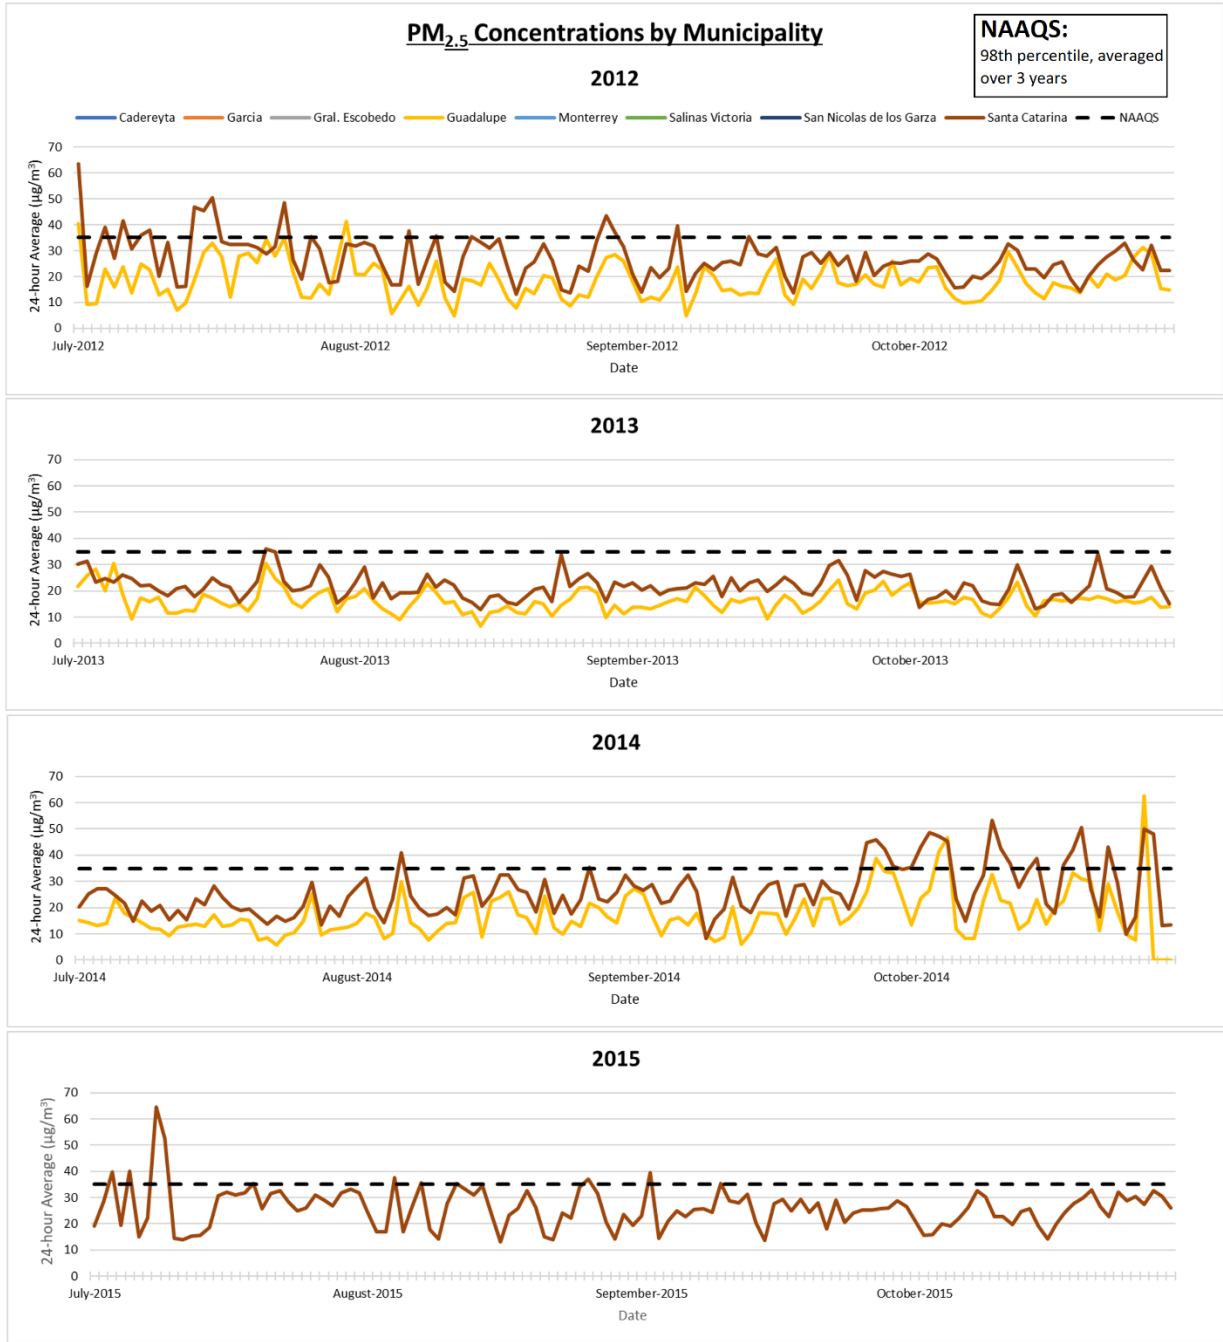 PM2.5 Concentrations by Municipality
NAAQS:
98th percentile, averaged
over 3 years
2012
Cadereyta Garcia Gral. Escobedo Guadalupe Monterrey Salinas Victoria San Nicolas de los Garza Santa Catarina NAAQS
24-hour Average (µg/m³)
70
60
50
40
30
20
10
0
July-2012 August-2012 September-2012 October-2012
Date
2013
24-hour Average (µg/m³)
70
60
50
40
30
20
10
0
July-2013 August-2013 September-2013 October-2013
Date
2014
24-hour Average (µg/m³)
70
60
50
40
30
20
10
0
July-2014 August-2014 September-2014 October-2014
Date
2015
24-hour Average (µg/m³)
70
60
50
40
30
20
10
0
July-2015 August-2015 September-2015 October-2015
Date